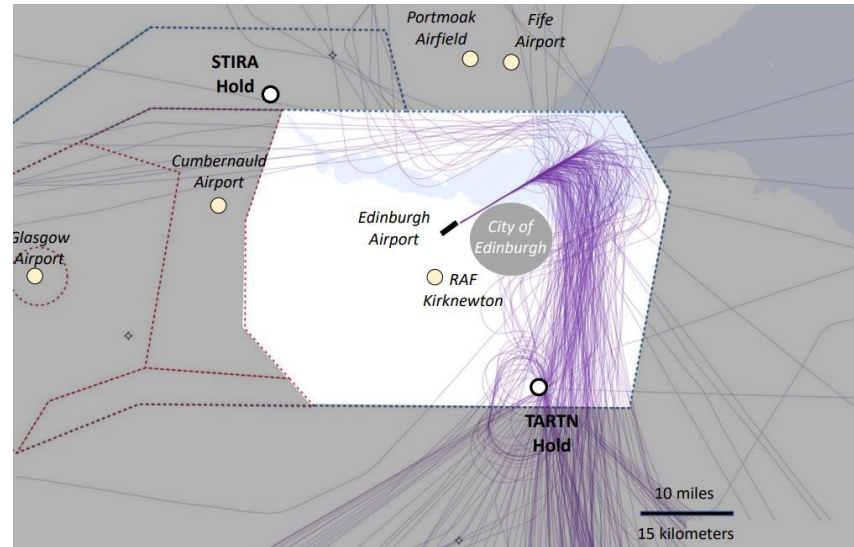 Portmoak
Airfield
Fife
Airport
STIRA
Hold
Cumbernauld
Airport
Edinburgh
Airport
City of
Edinburgh
Glasgow
Airport
RAF
Kirknewton
TARTN
Hold
10 miles
15 kilometers